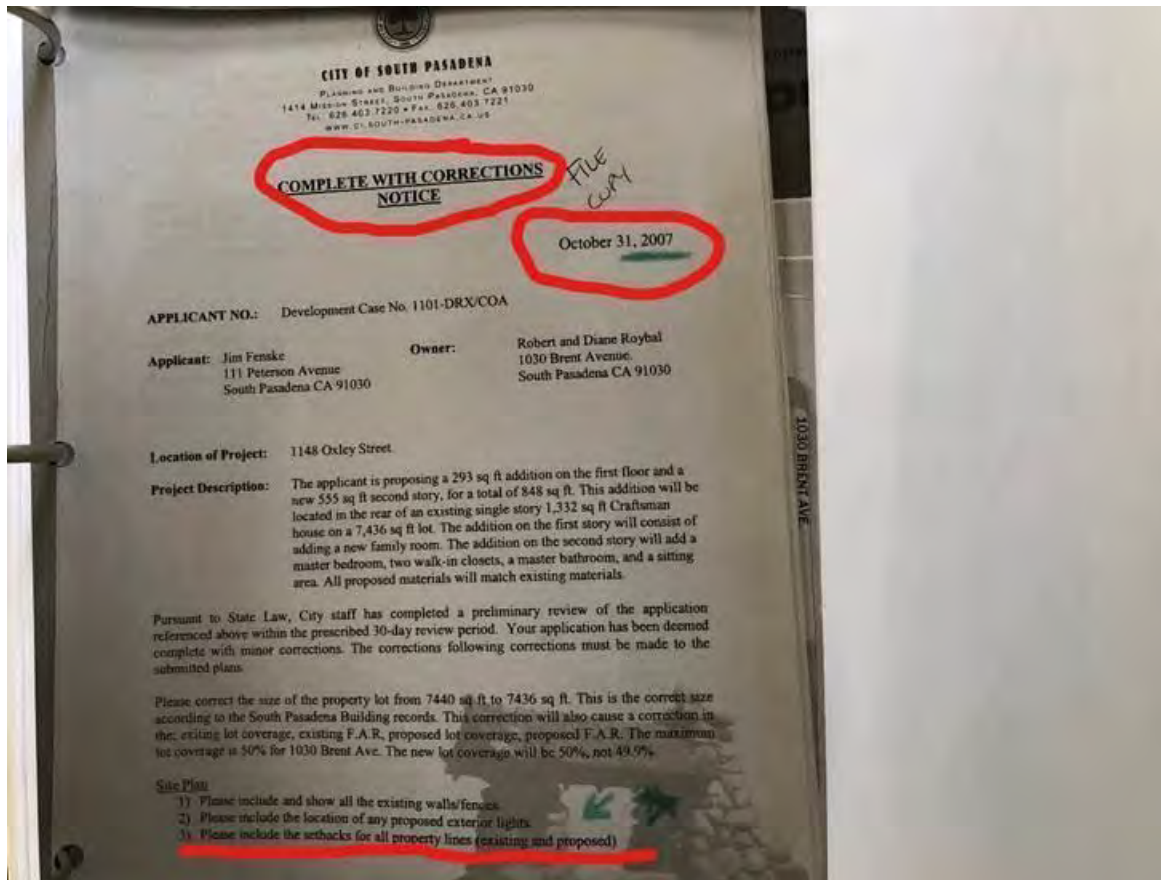 CITY OF SOUTH PASADENA
PLANNING AND BUILDING DEPARTMENT
1414 MISSION STREET, SOUTH PASADENA, CA 91030
TEL: 626.403.7220 • FAX: 626.403.7221
WWW.CI.SOUTH-PASADENA.CA.US
COMPLETE WITH CORRECTIONS
NOTICE
FILE
COPY
October 31, 2007
APPLICANT NO.: Development Case No. 1101-DRX/COA
Applicant: Jim Fenske
111 Peterson Avenue
South Pasadena CA 91030
Owner: Robert and Diane Roybal
1030 Brent Avenue.
South Pasadena CA 91030
Location of Project: 1148 Oxley Street
Project Description: The applicant is proposing a 293 sq ft addition on the first floor and a
new 555 sq ft second story, for a total of 848 sq ft. This addition will be
located in the rear of an existing single story 1,332 sq ft Craftsman
house on a 7,436 sq ft lot. The addition on the first story will consist of
adding a new family room. The addition on the second story will add a
master bedroom, two walk-in closets, a master bathroom, and a sitting
area. All proposed materials will match existing materials.
Pursuant to State Law, City staff has completed a preliminary review of the application
referenced above within the prescribed 30-day review period. Your application has been deemed
complete with minor corrections. The corrections following corrections must be made to the
submitted plans.
Please correct the size of the property lot from 7440 sq ft to 7436 sq ft. This is the correct size
according to the South Pasadena Building records. This correction will also cause a correction in
the; exiting lot coverage, existing F.A.R, proposed lot coverage, proposed F.A.R. The maximum
lot coverage is 50% for 1030 Brent Ave. The new lot coverage will be 50%, not 49.9%.
Site Plan
1) Please include and show all the existing walls/fences.
2) Please include the location of any proposed exterior lights.
3) Please include the setbacks for all property lines (existing and proposed)
1030 BRENT AVE